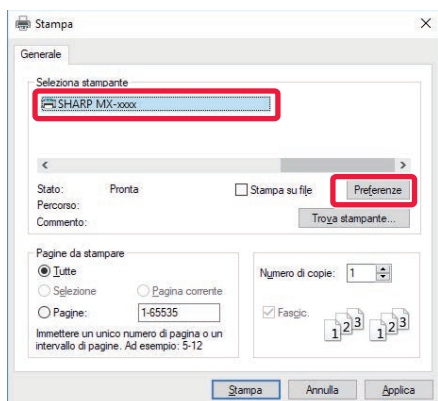 Stampa
Generale
Seleziona stampante
SHARP MX-xxxx
Stato: Pronta
Stampa su file
Preferenze
Percorso:
Commento:
Trova stampante...
Pagine da stampare
Tutte
Selezione
Pagina corrente
Pagine: 1-65535
Immettere un unico numero di pagina o un
intervallo di pagine. Ad esempio: 5-12
Numero di copie: 1
Fascic.
1 2 3 1 2 3
Stampa Annulla Applica